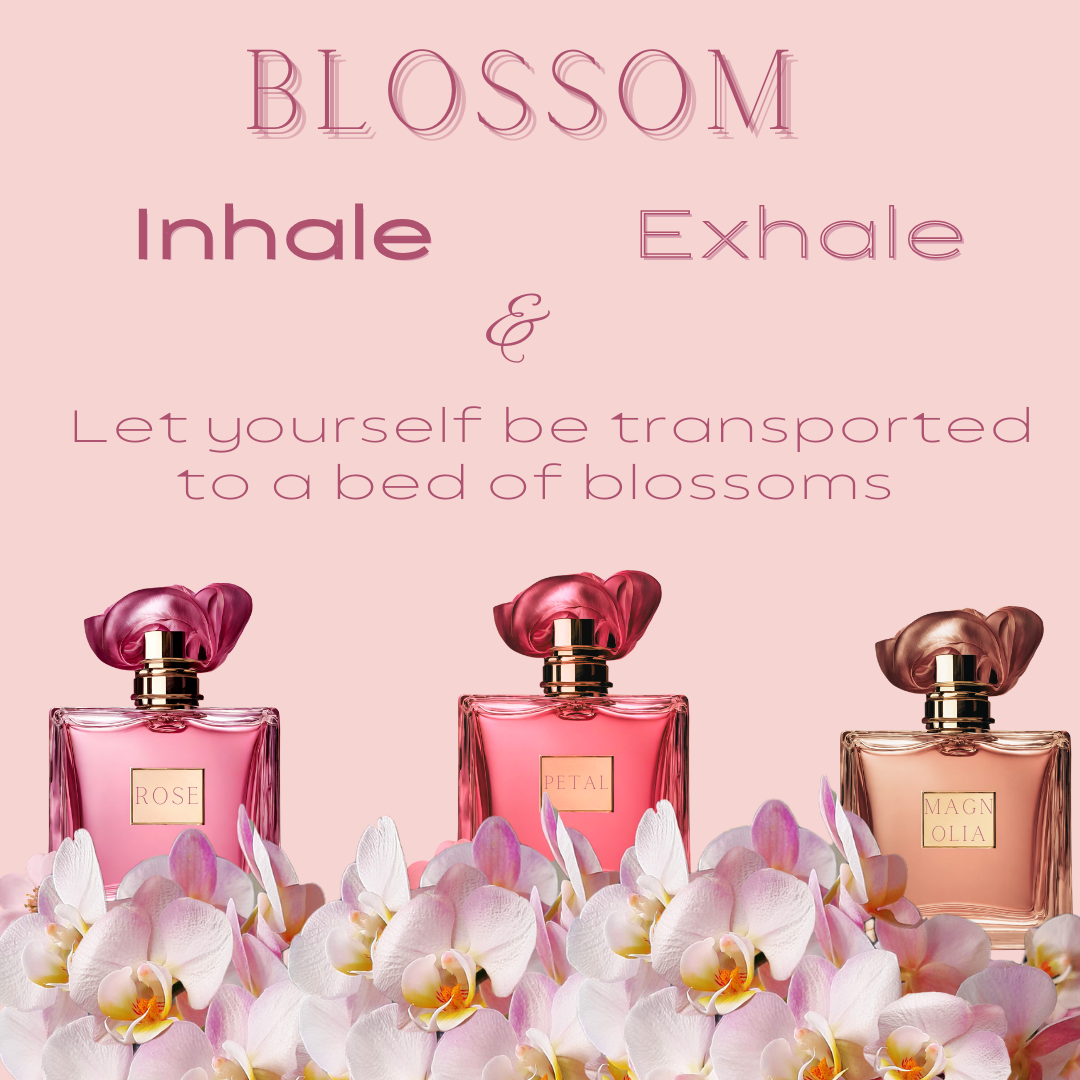 BLOSSOM
Inhale
Exhale
&
Let yourself be transported
to a bed of blossoms
ROSE
PETAL
MAGN
OLIA